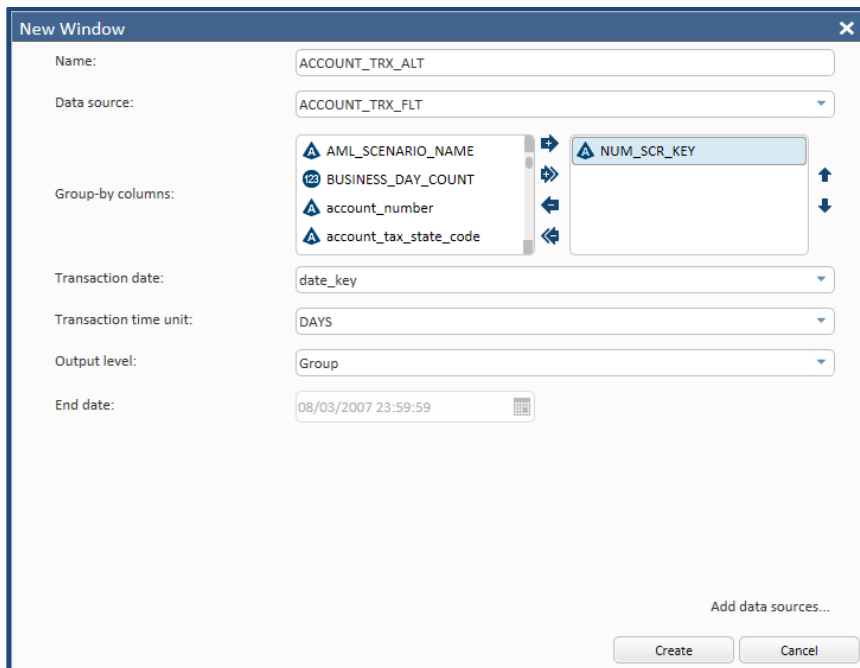 New Window
Name:
ACCOUNT_TRX_ALT
Data source:
ACCOUNT_TRX_FLT
Group-by columns:
AML_SCENARIO_NAME
123 BUSINESS_DAY_COUNT
A account_number
A account_tax_state_code
A NUM_SCR_KEY
Transaction date:
date_key
Transaction time unit:
DAYS
Output level:
Group
End date:
08/03/2007 23:59:59
Add data sources...
Create
Cancel